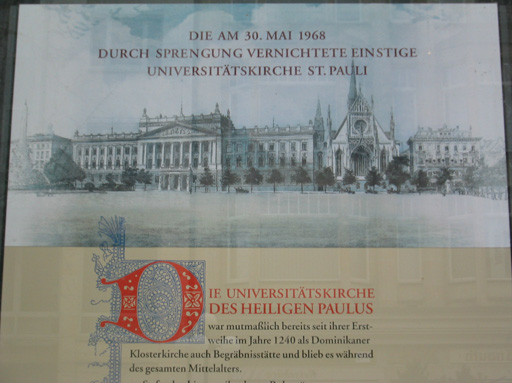 DIE AM 30. MAI 1968
DURCH SPRENGUNG VERNICHTETE EINSTIGE
UNIVERSITÄTSKIRCHE ST. PAULI
DIE UNIVERSITÄTSKIRCHE
DES HEILIGEN PAULUS
war mutmaßlich bereits seit ihrer Erst-
weihe im Jahre 1240 als Dominikaner
Klosterkirche auch Begräbnisstätte und blieb es während
des gesamten Mittelalters.